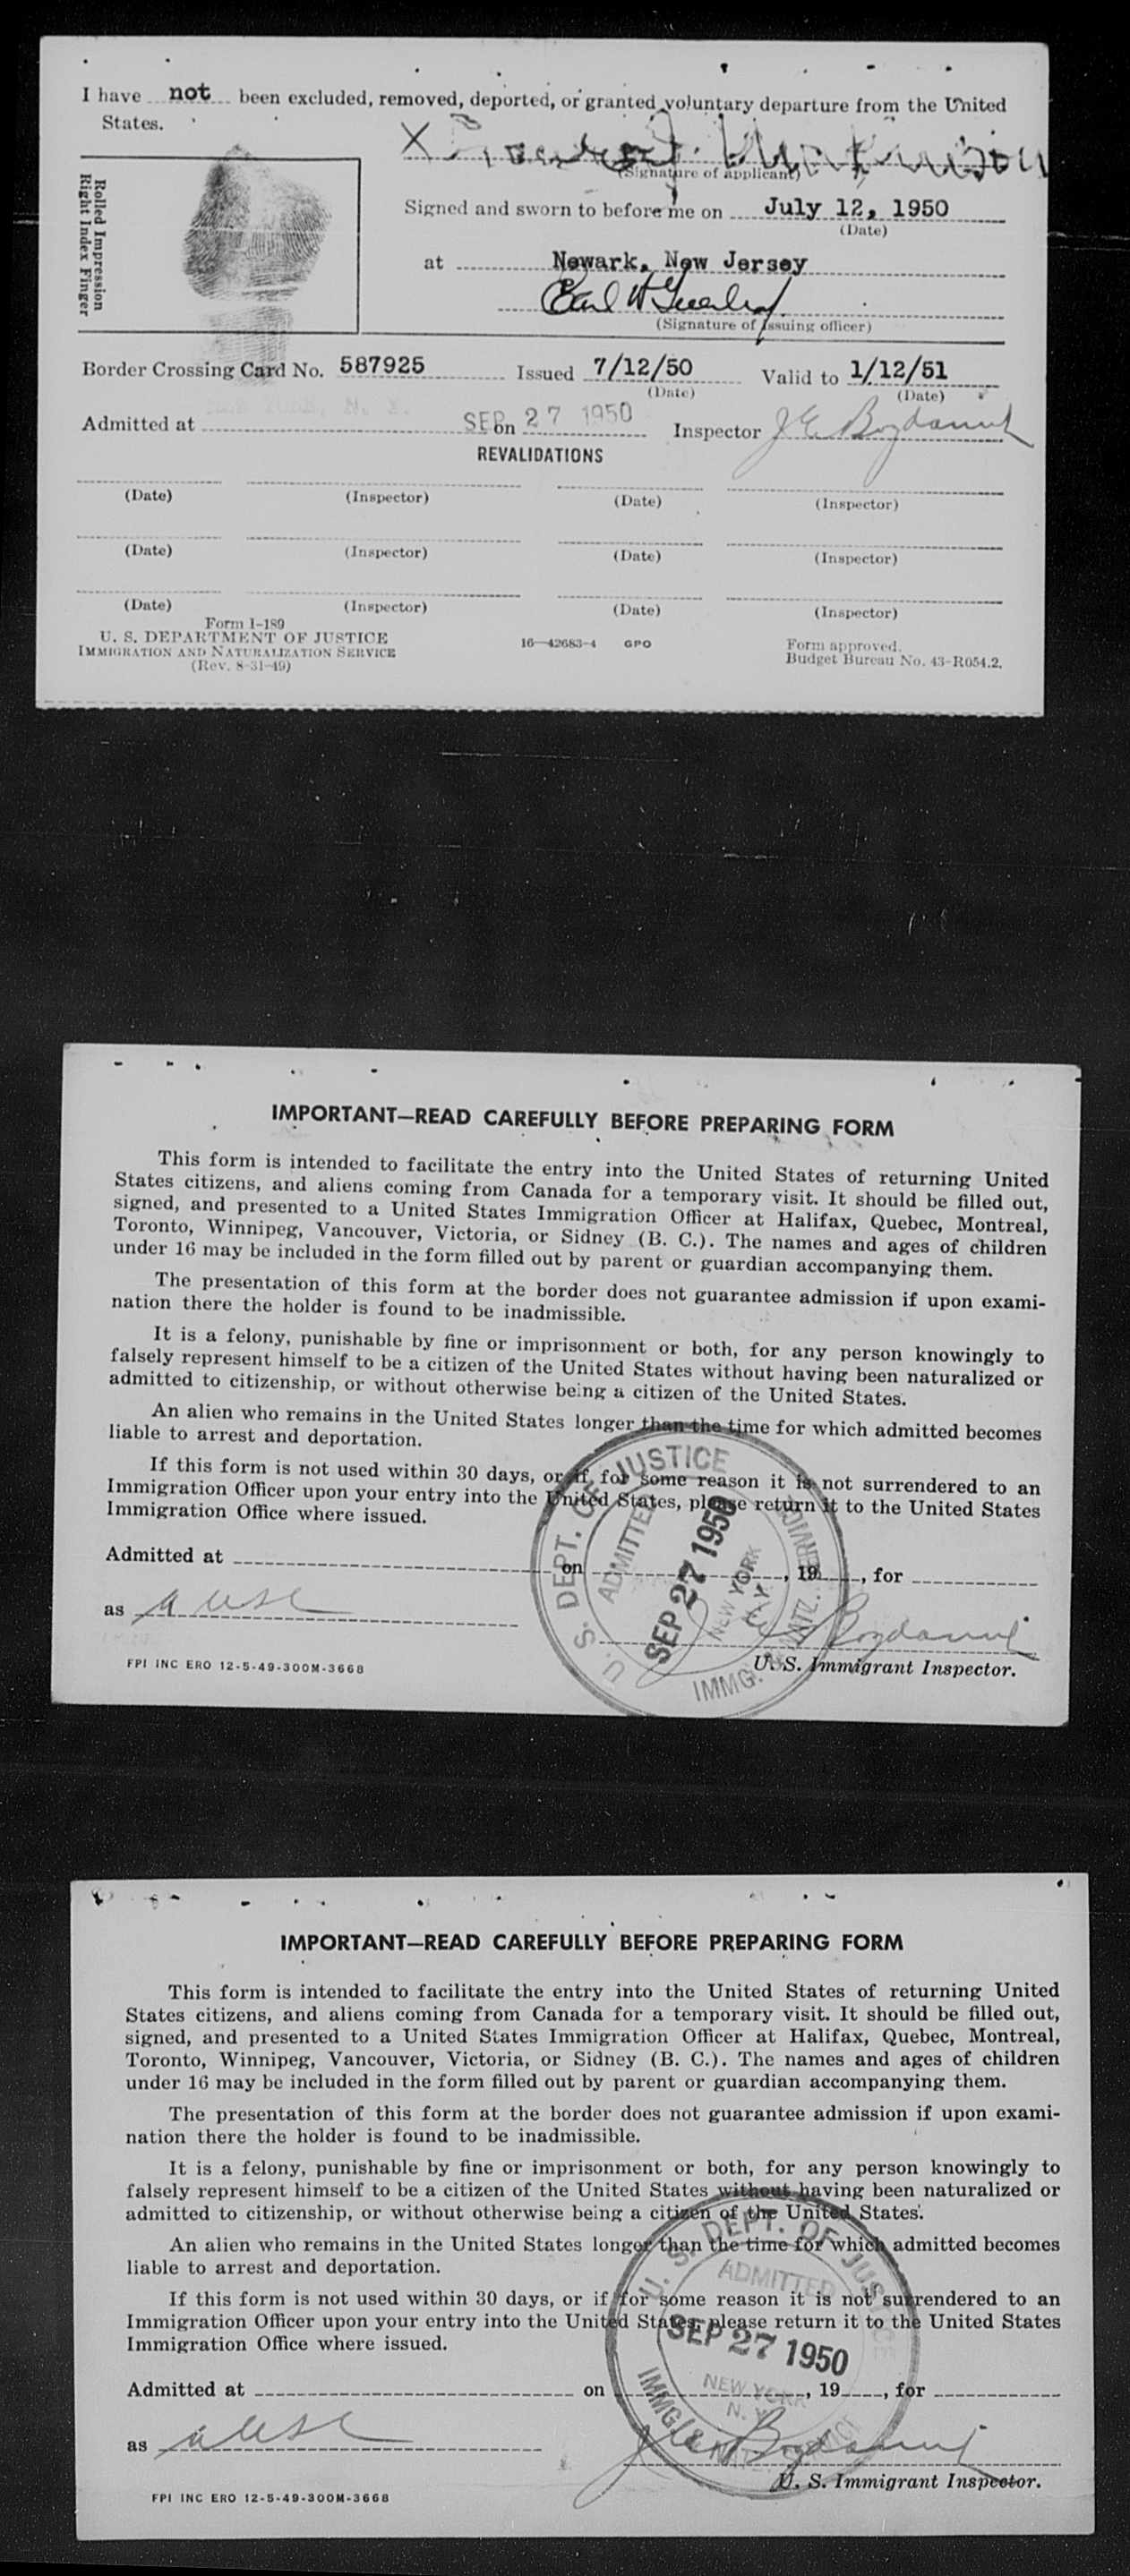 I have not been excluded, removed, deported, or granted voluntary departure from the United
States.
X
(Signature of applicant)
Rolled Impression
Right Index Finger
Signed and sworn to before me on July 12, 1950
(Date)
at Newark, New Jersey
(Signature of issuing officer)
Border Crossing Card No. 587925 Issued 7/12/50 Valid to 1/12/51
(Date) (Date)
Admitted at on SEP 27 1950 Inspector
REVALIDATIONS
(Date) (Inspector) (Date) (Inspector)
(Date) (Inspector) (Date) (Inspector)
(Date) (Inspector) (Date) (Inspector)
Form I-189
U. S. DEPARTMENT OF JUSTICE 16—42683-4 GPO Form approved.
IMMIGRATION AND NATURALIZATION SERVICE Budget Bureau No. 43-R054.2.
(Rev. 8-31-49)
IMPORTANT—READ CAREFULLY BEFORE PREPARING FORM
This form is intended to facilitate the entry into the United States of returning United
States citizens, and aliens coming from Canada for a temporary visit. It should be filled out,
signed, and presented to a United States Immigration Officer at Halifax, Quebec, Montreal,
Toronto, Winnipeg, Vancouver, Victoria, or Sidney (B. C.). The names and ages of children
under 16 may be included in the form filled out by parent or guardian accompanying them.
The presentation of this form at the border does not guarantee admission if upon exami-
nation there the holder is found to be inadmissible.
It is a felony, punishable by fine or imprisonment or both, for any person knowingly to
falsely represent himself to be a citizen of the United States without having been naturalized or
admitted to citizenship, or without otherwise being a citizen of the United States.
An alien who remains in the United States longer than the time for which admitted becomes
liable to arrest and deportation.
If this form is not used within 30 days, or if for some reason it is not surrendered to an
Immigration Officer upon your entry into the United States, please return it to the United States
Immigration Office where issued.
Admitted at on , 19 , for
as
U. S. Immigrant Inspector.
FPI INC ERO 12-5-49-300M-3668
U. S. DEPT. OF JUSTICE
ADMITTED
SEP 27 1950
NEW YORK
N. Y.
IMMG. & NATZ. SERVICE
IMPORTANT—READ CAREFULLY BEFORE PREPARING FORM
This form is intended to facilitate the entry into the United States of returning United
States citizens, and aliens coming from Canada for a temporary visit. It should be filled out,
signed, and presented to a United States Immigration Officer at Halifax, Quebec, Montreal,
Toronto, Winnipeg, Vancouver, Victoria, or Sidney (B. C.). The names and ages of children
under 16 may be included in the form filled out by parent or guardian accompanying them.
The presentation of this form at the border does not guarantee admission if upon exami-
nation there the holder is found to be inadmissible.
It is a felony, punishable by fine or imprisonment or both, for any person knowingly to
falsely represent himself to be a citizen of the United States without having been naturalized or
admitted to citizenship, or without otherwise being a citizen of the United States.
An alien who remains in the United States longer than the time for which admitted becomes
liable to arrest and deportation.
If this form is not used within 30 days, or if for some reason it is not surrendered to an
Immigration Officer upon your entry into the United States, please return it to the United States
Immigration Office where issued.
Admitted at on , 19 , for
as
U. S. Immigrant Inspector.
FPI INC ERO 12-5-49-300M-3668
U. S. DEPT. OF JUSTICE
ADMITTED
SEP 27 1950
NEW YORK
N. Y.